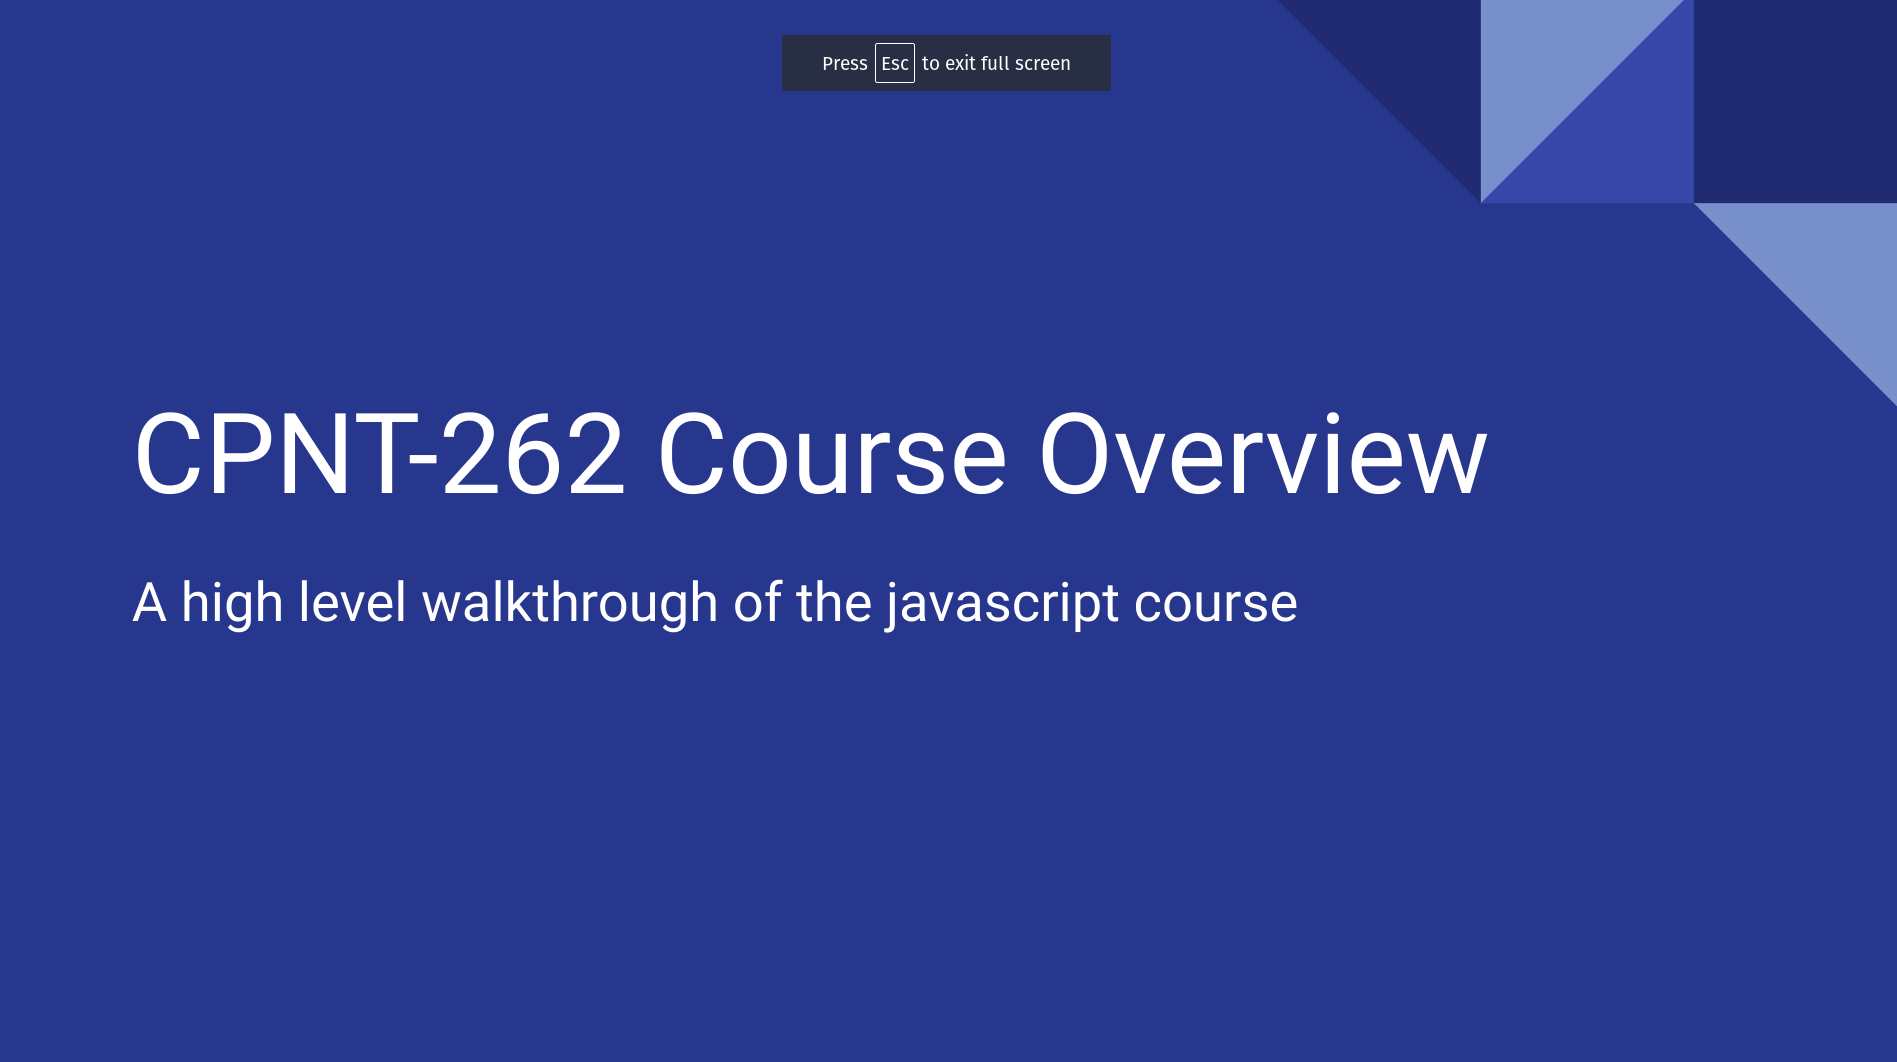 Press Esc to exit full screen
CPNT-262 Course Overview
A high level walkthrough of the javascript course